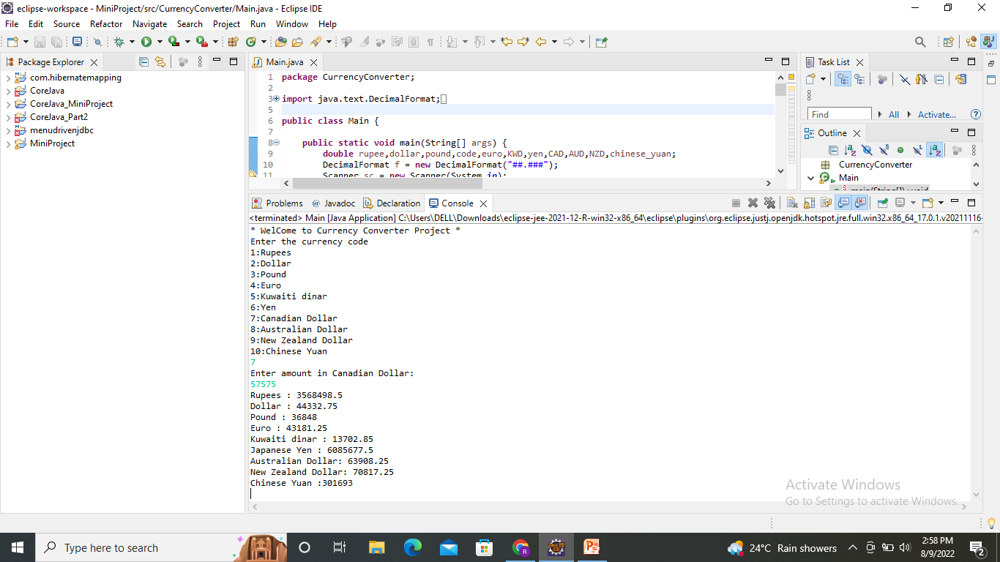 eclipse-workspace - MiniProject/src/CurrencyConverter/Main.java - Eclipse IDE
File Edit Source Refactor Navigate Search Project Run Window Help
Package Explorer
com.hibernatemapping
CoreJava
CoreJava_MiniProject
CoreJava_Part2
menudrivenjdbc
MiniProject
Main.java
1 package CurrencyConverter;
2
3 import java.text.DecimalFormat;
5
6 public class Main {
7
8 public static void main(String[] args) {
9 double rupee,dollar,pound,code,euro,KWD,yen,CAD,AUD,NZD,chinese_yuan;
10 DecimalFormat f = new DecimalFormat("##.###");
11 Scanner sc = new Scanner(System.in);
Task List
Find All Activate...
Outline
CurrencyConverter
Main
main(String[]) : void
Problems @ Javadoc Declaration Console
<terminated> Main [Java Application] C:\Users\DELL\Downloads\eclipse-jee-2021-12-R-win32-x86_64\eclipse\plugins\org.eclipse.justj.openjdk.hotspot.jre.full.win32.x86_64_17.0.1.v20211116-
* WelCome to Currency Converter Project *
Enter the currency code
1:Rupees
2:Dollar
3:Pound
4:Euro
5:Kuwaiti dinar
6:Yen
7:Canadian Dollar
8:Australian Dollar
9:New Zealand Dollar
10:Chinese Yuan
7
Enter amount in Canadian Dollar:
57575
Rupees : 3568498.5
Dollar : 44332.75
Pound : 36848
Euro : 43181.25
Kuwaiti dinar : 13702.85
Japanese Yen : 6085677.5
Australian Dollar: 63908.25
New Zealand Dollar: 70817.25
Chinese Yuan :301693
Activate Windows
Go to Settings to activate Windows.
Type here to search
24°C Rain showers
2:58 PM
8/9/2022
2